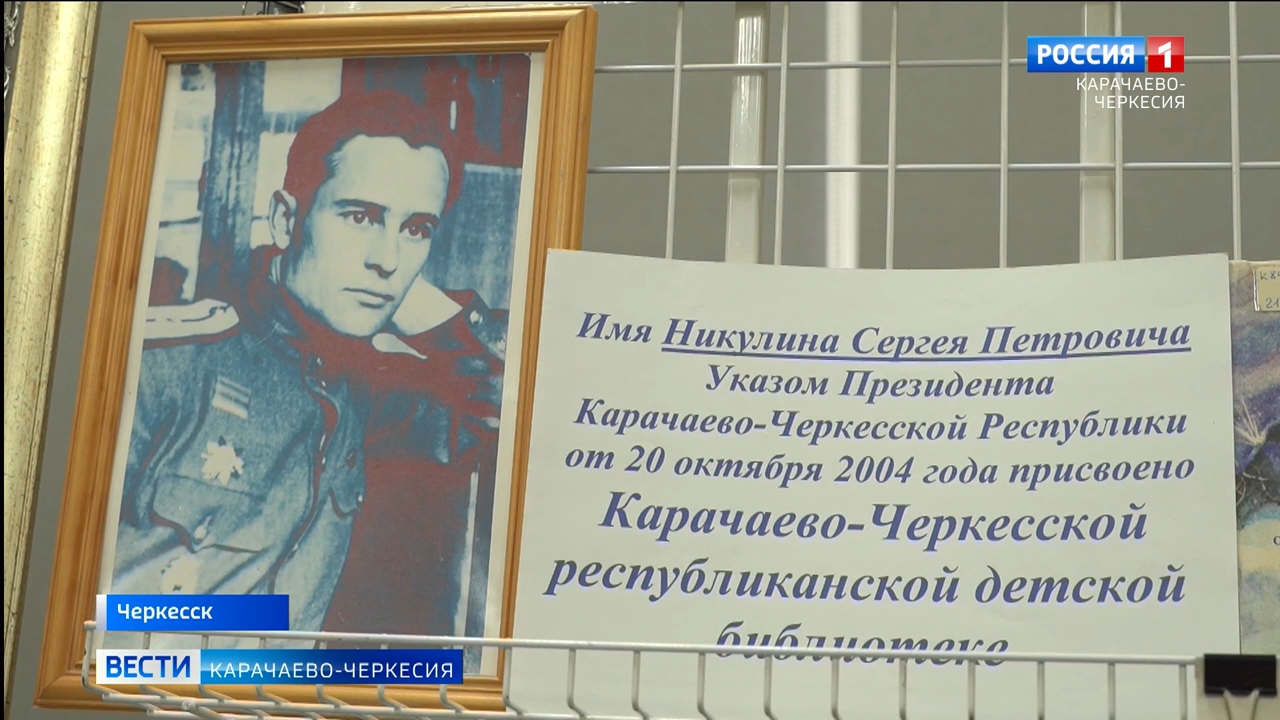 РОССИЯ 1
КАРАЧАЕВО-
ЧЕРКЕСИЯ
Имя Никулина Сергея Петровича
Указом Президента
Карачаево-Черкесской Республики
от 20 октября 2004 года присвоено
Карачаево-Черкесской
республиканской детской
библиотеке
Черкесск
ВЕСТИ КАРАЧАЕВО-ЧЕРКЕСИЯ